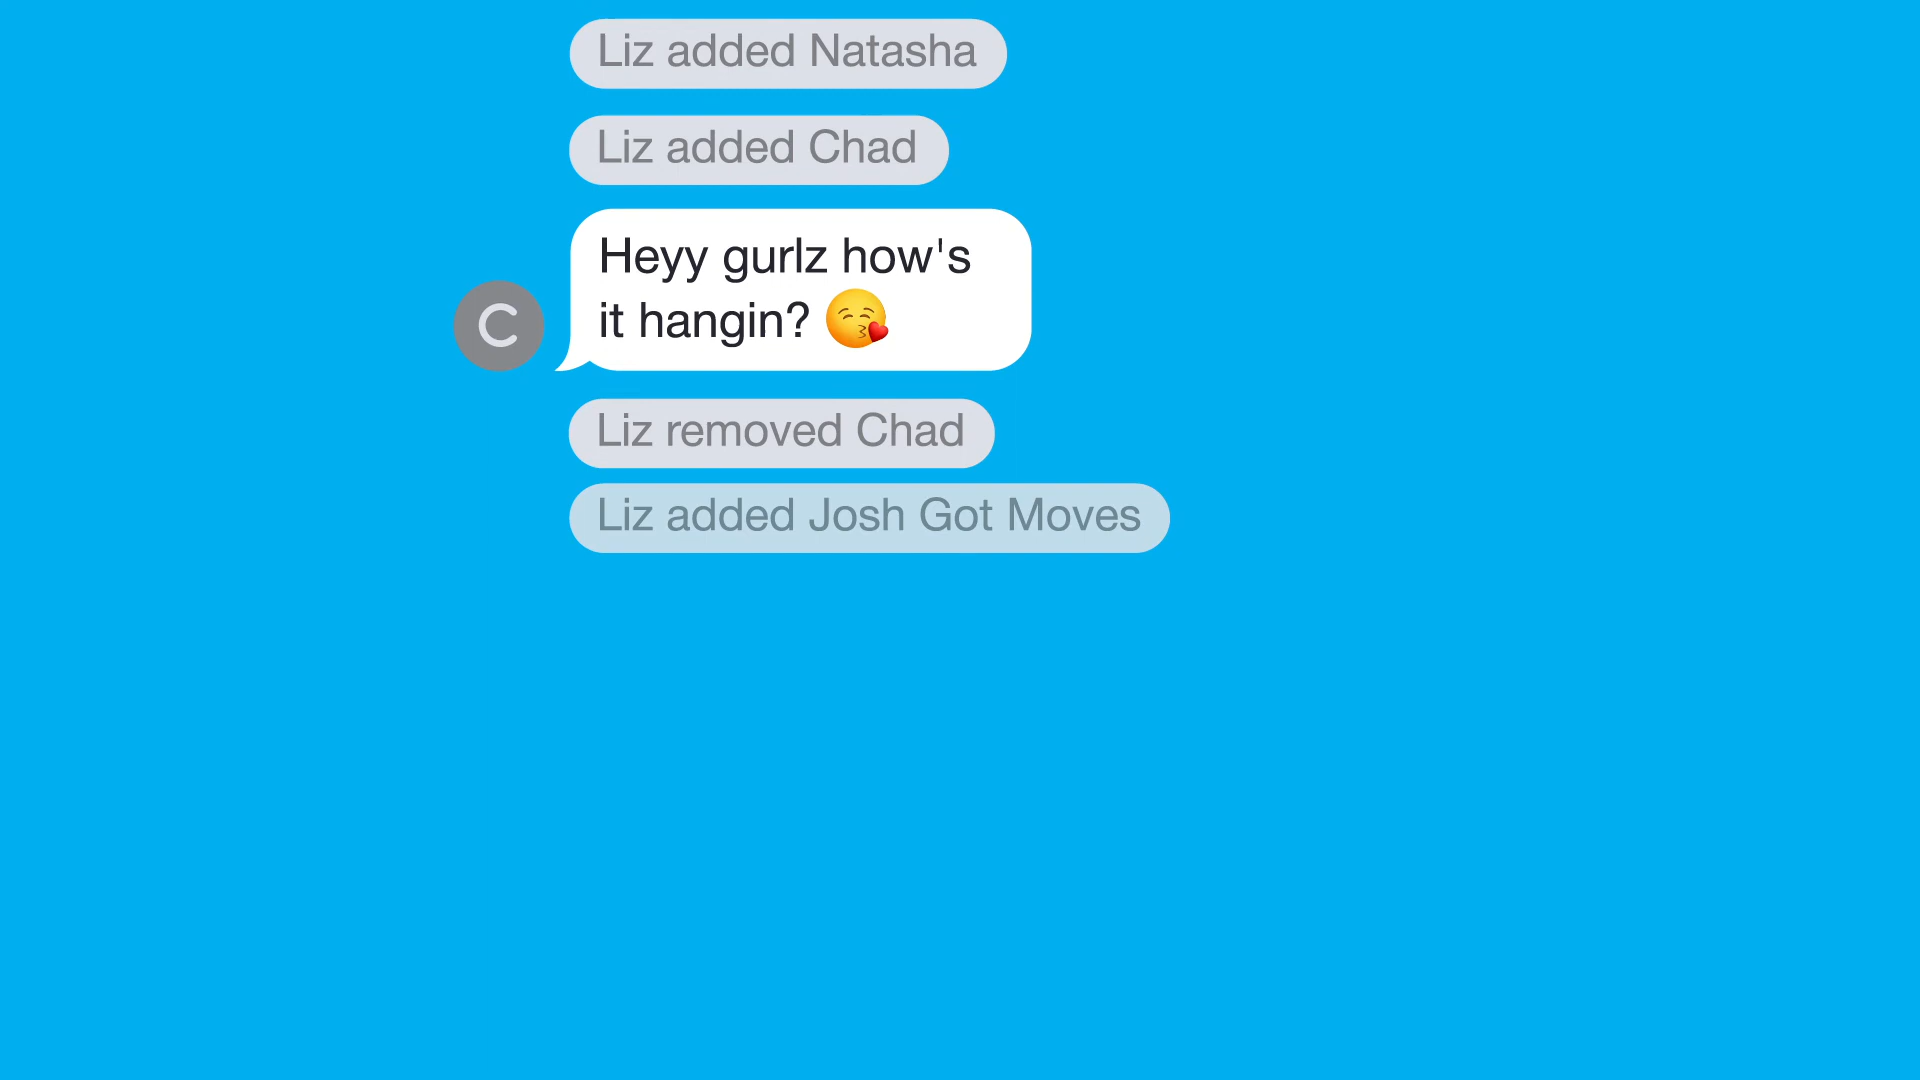 Liz added Natasha
Liz added Chad
Heyy gurlz how's
it hangin? 😘
C
Liz removed Chad
Liz added Josh Got Moves